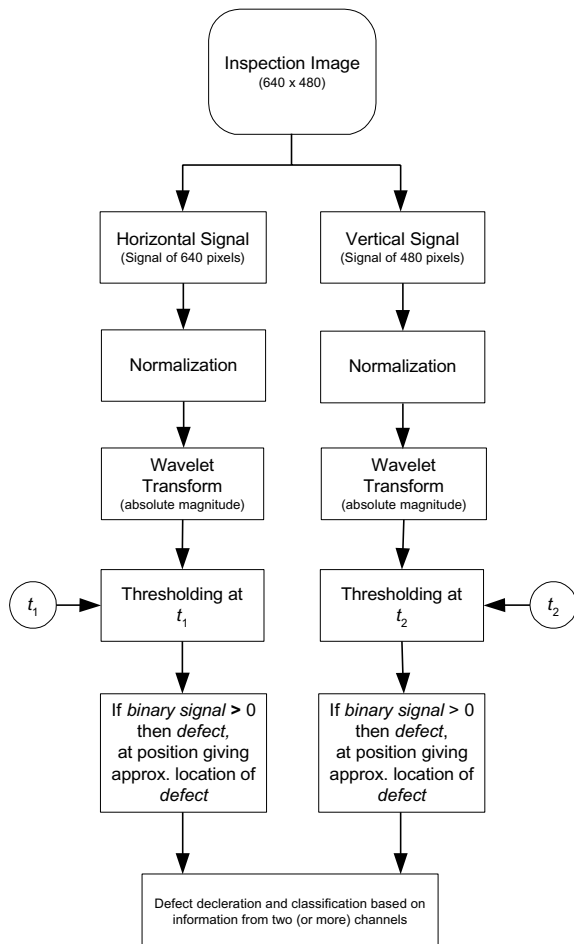 Inspection Image
(640 x 480)
Horizontal Signal
(Signal of 640 pixels)
Vertical Signal
(Signal of 480 pixels)
Normalization
Normalization
Wavelet
Transform
(absolute magnitude)
Wavelet
Transform
(absolute magnitude)
t1
Thresholding at
t1
Thresholding at
t2
t2
If binary signal > 0
then defect,
at position giving
approx. location of
defect
If binary signal > 0
then defect,
at position giving
approx. location of
defect
Defect decleration and classification based on
information from two (or more) channels